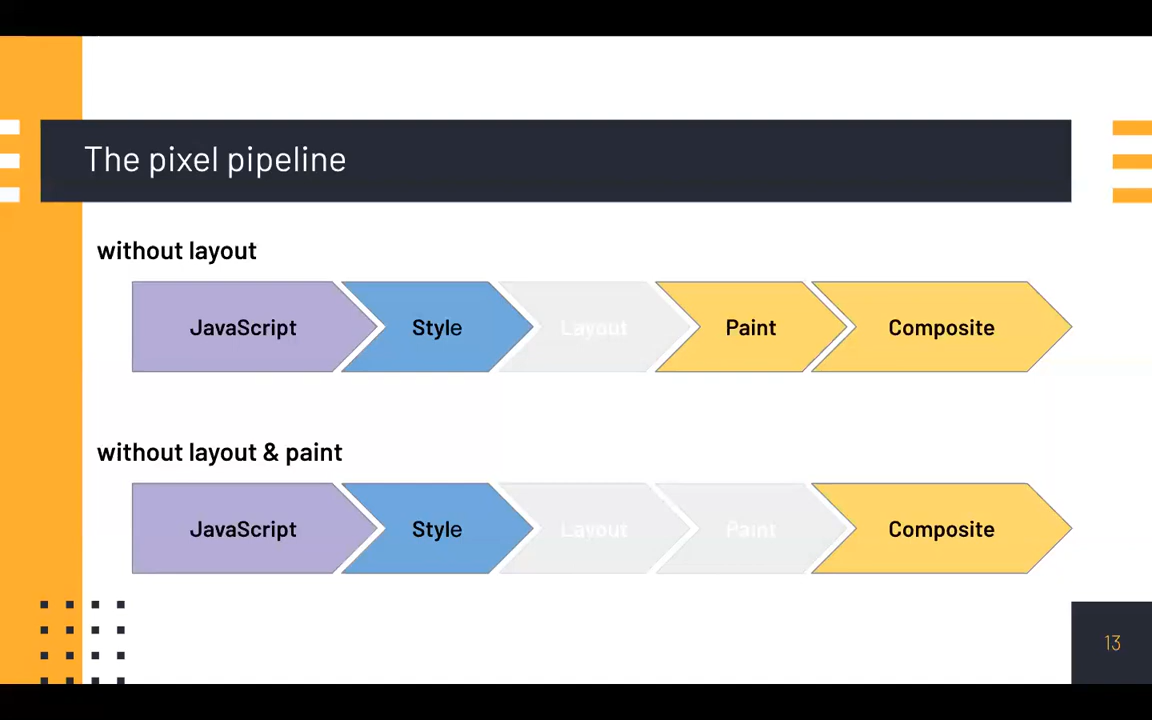 The pixel pipeline
without layout
JavaScript Style Layout Paint Composite
without layout & paint
JavaScript Style Layout Paint Composite
13